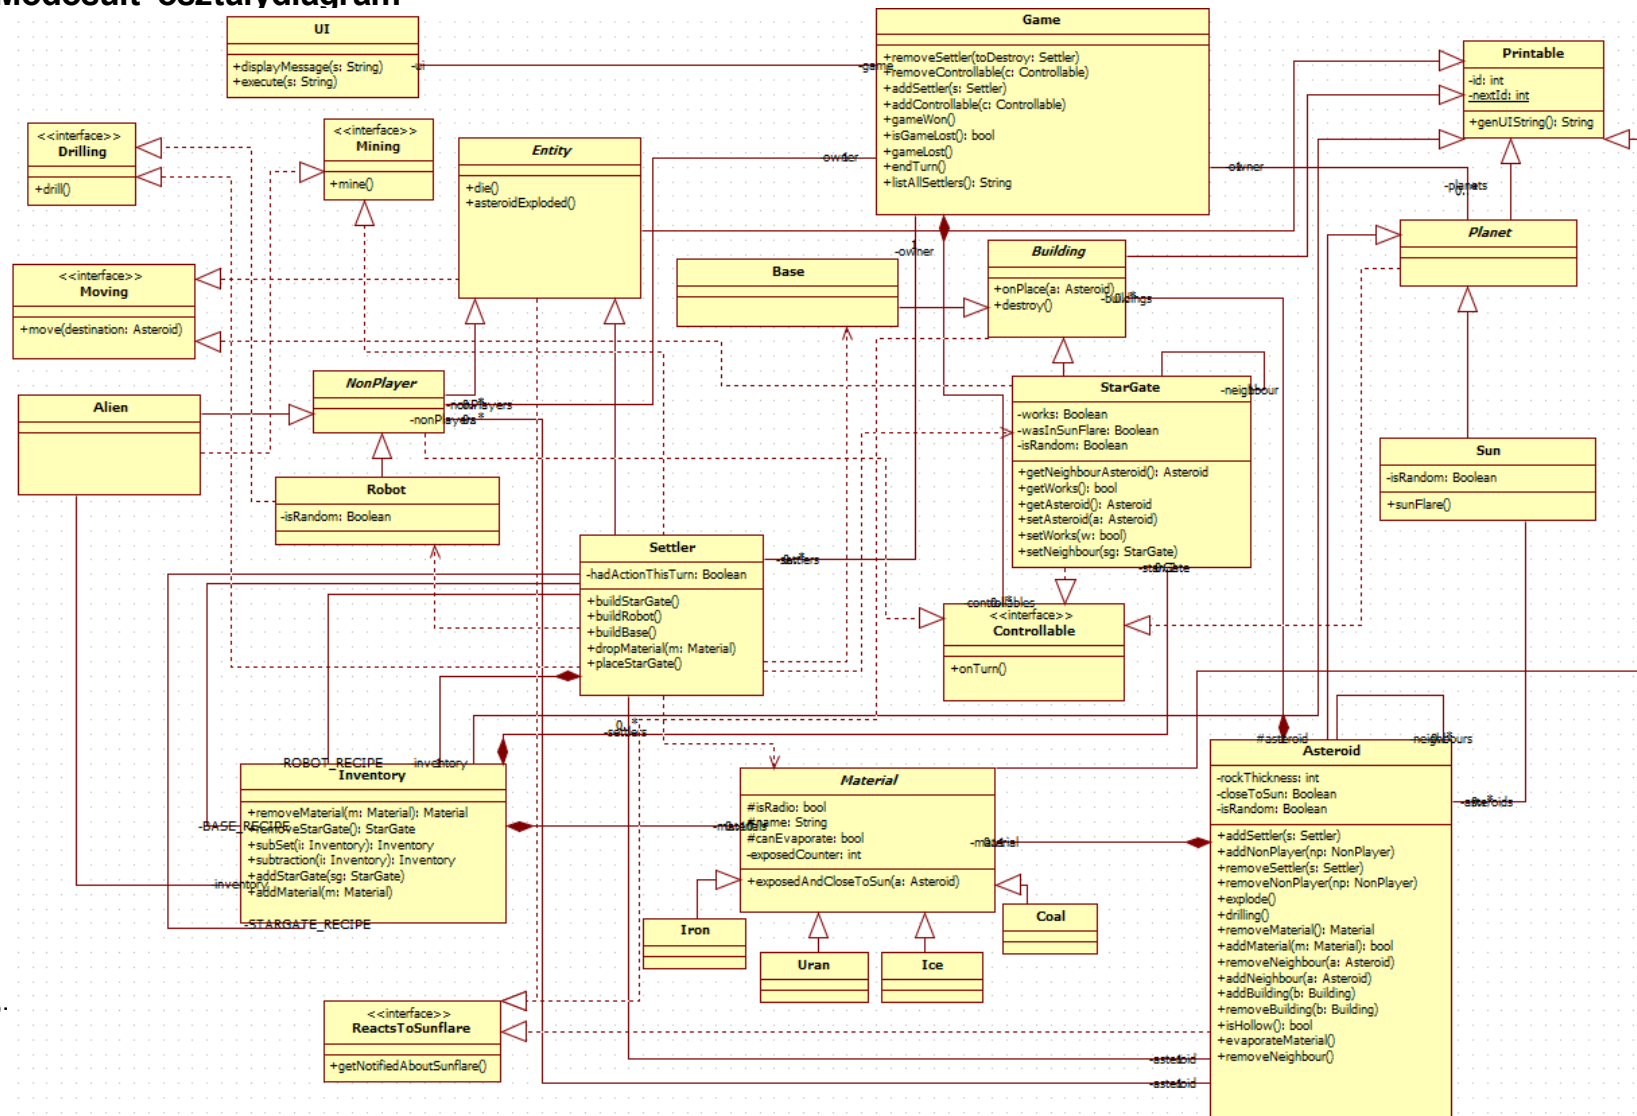 Módosult osztálydiagram
UI
+displayMessage(s: String)
+execute(s: String)
-ui
-game
Game
+removeSettler(toDestroy: Settler)
+removeControllable(c: Controllable)
+addSettler(s: Settler)
+addControllable(c: Controllable)
+gameWon()
+isGameLost(): bool
+gameLost()
+endTurn()
+listAllSettlers(): String
Printable
-id: int
-nextId: int
+genUIString(): String
<<interface>>
Drilling
+drill()
<<interface>>
Mining
+mine()
Entity
+die()
+asteroidExploded()
-owner
-owner
-planets
Planet
-owner
Building
+onPlace(a: Asteroid)
+destroy()
-buildings
Base
<<interface>>
Moving
+move(destination: Asteroid)
NonPlayer
-nonPlayers
-nonPlayers
Alien
StarGate
-works: Boolean
-wasInSunFlare: Boolean
-isRandom: Boolean
+getNeighbourAsteroid(): Asteroid
+getWorks(): bool
+getAsteroid(): Asteroid
+setAsteroid(a: Asteroid)
+setWorks(w: bool)
+setNeighbour(sg: StarGate)
-neighbour
-starGate
Sun
-isRandom: Boolean
+sunFlare()
Robot
-isRandom: Boolean
Settler
-hadActionThisTurn: Boolean
+buildStarGate()
+buildRobot()
+buildBase()
+dropMaterial(m: Material)
+placeStarGate()
-settlers
-controllables
<<interface>>
Controllable
+onTurn()
0..*
-settlers
#asteroid
-neighbours
ROBOT_RECIPE
-inventory
Inventory
+removeMaterial(m: Material): Material
+removeStarGate(): StarGate
+subSet(i: Inventory): Inventory
+subtraction(i: Inventory): Inventory
+addStarGate(sg: StarGate)
+addMaterial(m: Material)
-BASE_RECIPE
-inventory
-STARGATE_RECIPE
-materials
Material
#isRadio: bool
#name: String
#canEvaporate: bool
-exposedCounter: int
+exposedAndCloseToSun(a: Asteroid)
-material
Iron
Uran
Ice
Coal
Asteroid
-rockThickness: int
-closeToSun: Boolean
-isRandom: Boolean
+addSettler(s: Settler)
+addNonPlayer(np: NonPlayer)
+removeSettler(s: Settler)
+removeNonPlayer(np: NonPlayer)
+explode()
+drilling()
+removeMaterial(): Material
+addMaterial(m: Material): bool
+removeNeighbour(a: Asteroid)
+addNeighbour(a: Asteroid)
+addBuilding(b: Building)
+removeBuilding(b: Building)
+isHollow(): bool
+evaporateMaterial()
+removeNeighbour()
-asteroids
<<interface>>
ReactsToSunflare
+getNotifiedAboutSunflare()
-asteroid
-asteroid